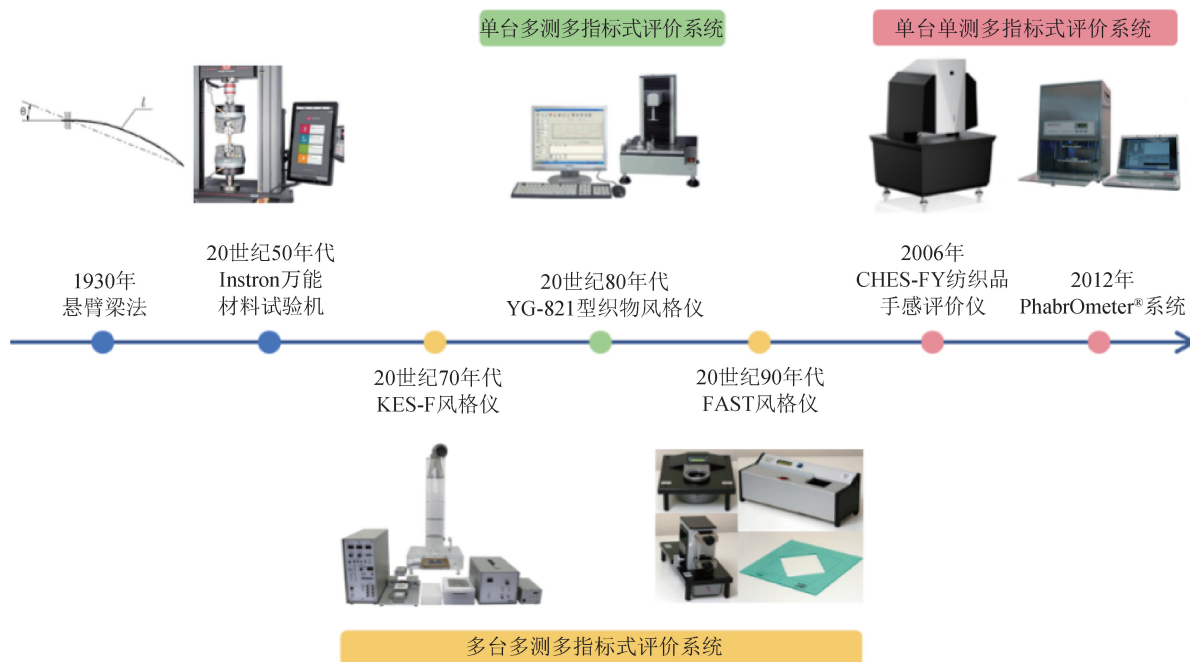 单台多测多指标式评价系统
单台单测多指标式评价系统
θ
l
1930年
悬臂梁法
20世纪50年代
Instron万能
材料试验机
20世纪80年代
YG-821型织物风格仪
2006年
CHES-FY纺织品
手感评价仪
2012年
PhabrOmeter®系统
20世纪70年代
KES-F风格仪
20世纪90年代
FAST风格仪
多台多测多指标式评价系统